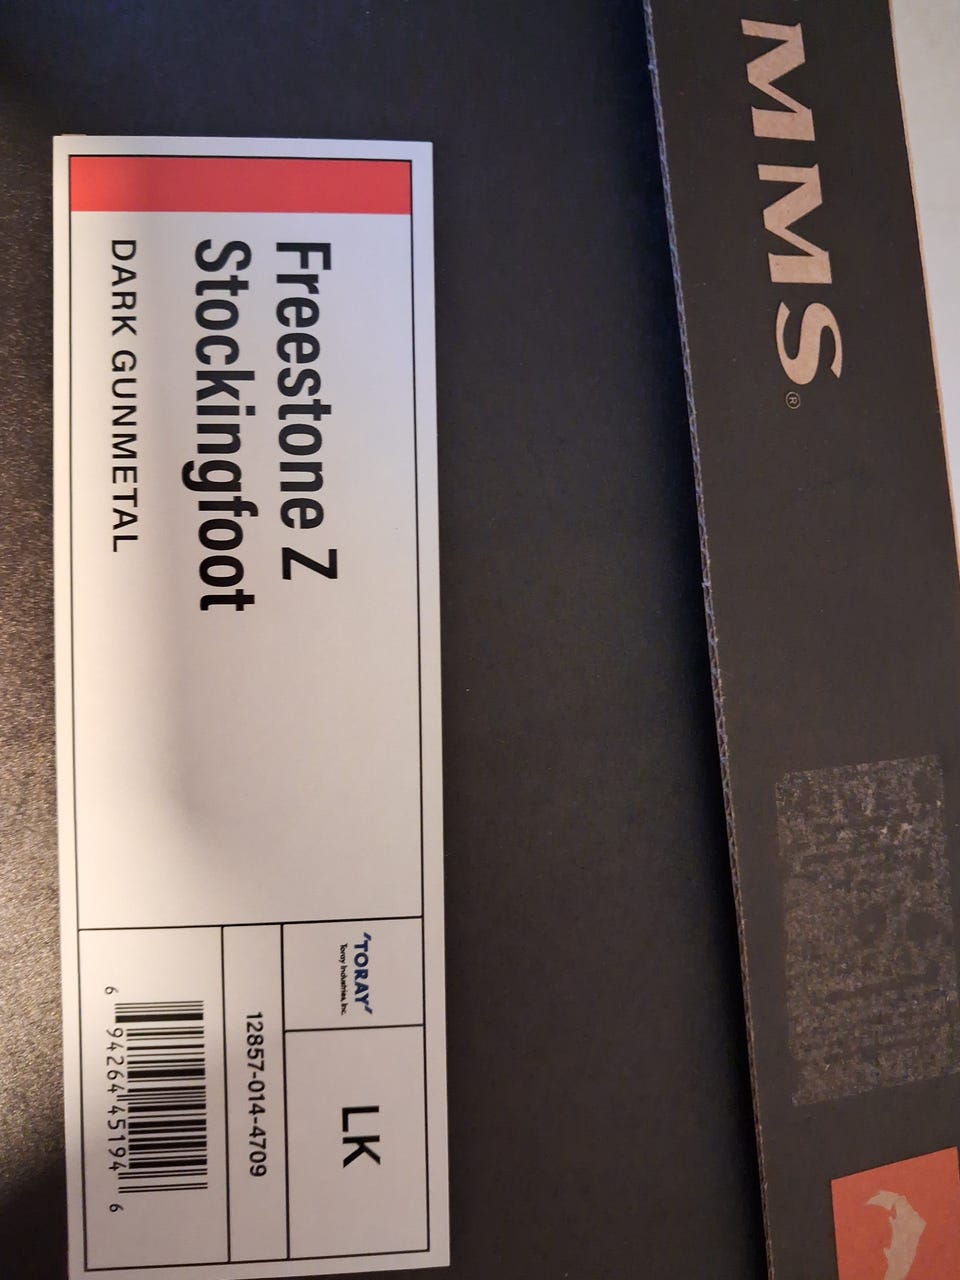 MMS®
Freestone Z
Stockingfoot
DARK GUNMETAL
'TORAY'
Toray Industries, Inc.
LK
12857-014-4709
6 94264 45194 6